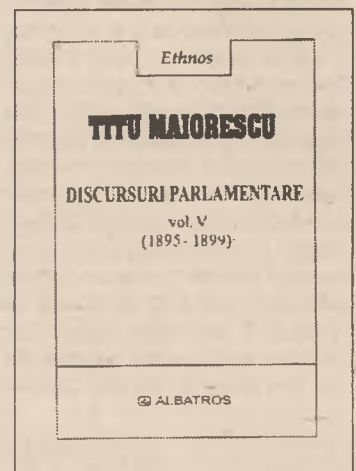 Ethnos
TITU MAIORESCU
DISCURSURI PARLAMENTARE
vol. V
(1895 - 1899)
ALBATROS